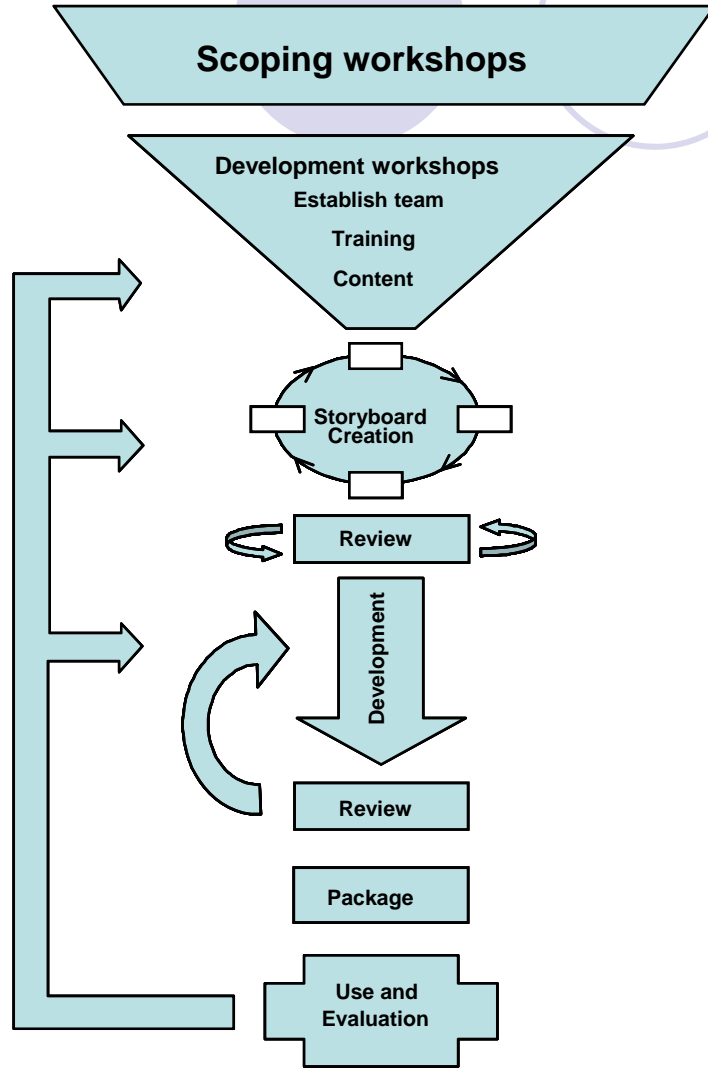 Scoping workshops
Development workshops
Establish team
Training
Content
Storyboard
Creation
Review
Development
Review
Package
Use and
Evaluation